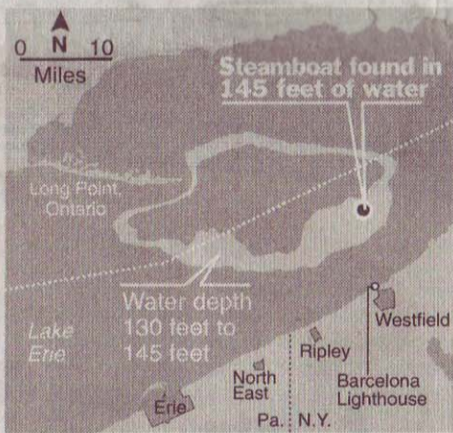 N
0 10
Miles
Steamboat found in
145 feet of water
Long Point,
Ontario
Water depth
130 feet to
145 feet
Lake
Erie
Westfield
Ripley
North
East
Barcelona
Lighthouse
Erie
Pa. N.Y.